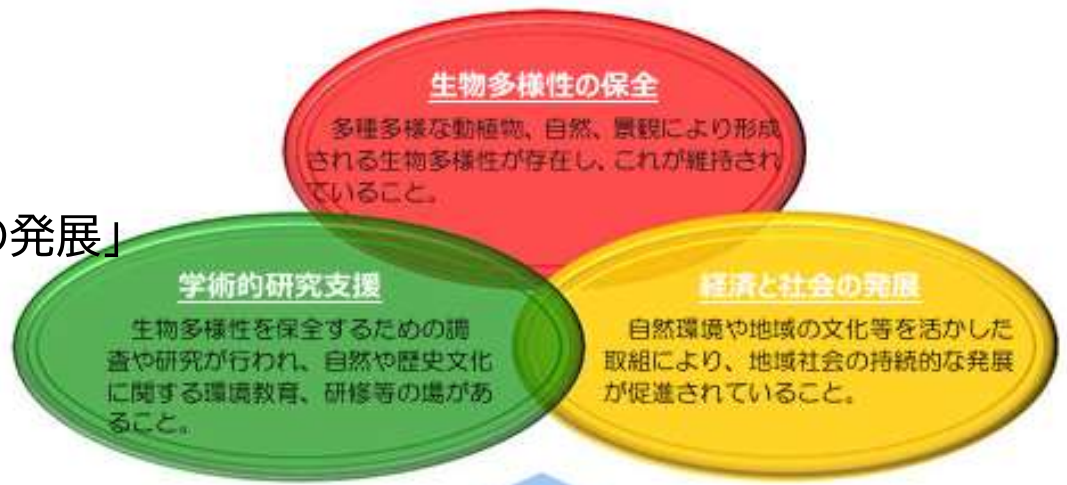 生物多様性の保全
多種多様な動植物、自然、景観により形成
される生物多様性が存在し、これが維持され
ていること。
の発展」
学術的研究支援
生物多様性を保全するための調
査や研究が行われ、自然や歴史文化
に関する環境教育、研修等の場があ
ること。
経済と社会の発展
自然環境や地域の文化等を活かした
取組により、地域社会の持続的な発展
が促進されていること。